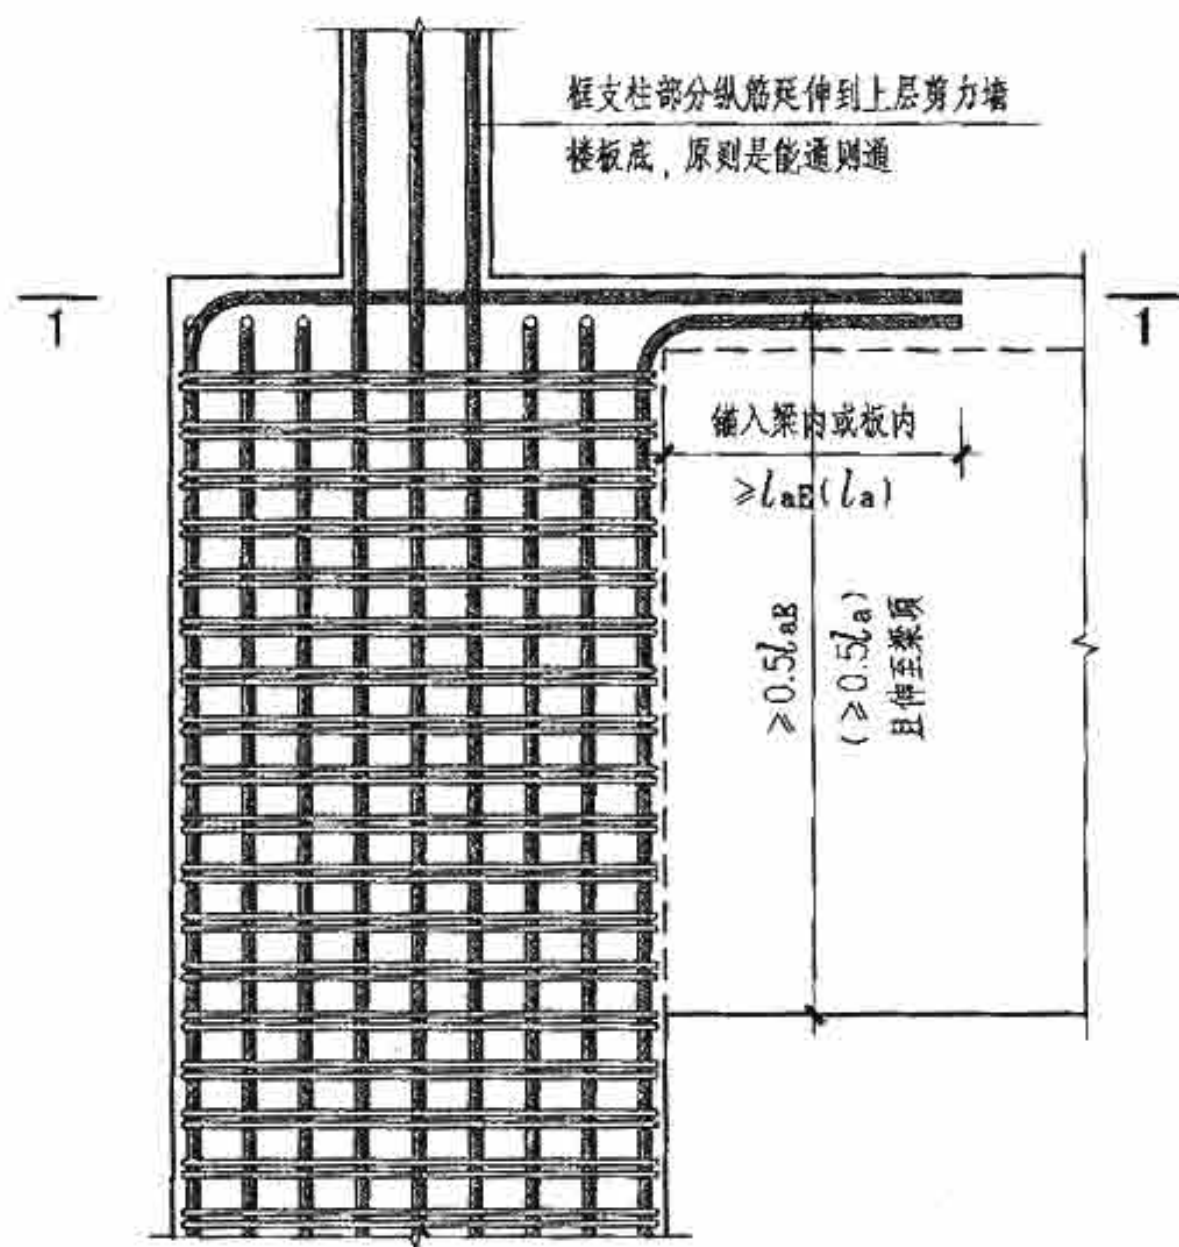 框支柱部分纵筋延伸到上层剪力墙
楼板底，原则是能通则通
1
1
锚入梁内或板内
≥laE(la)
≥0.5laE
(≥0.5la)
且伸至梁顶